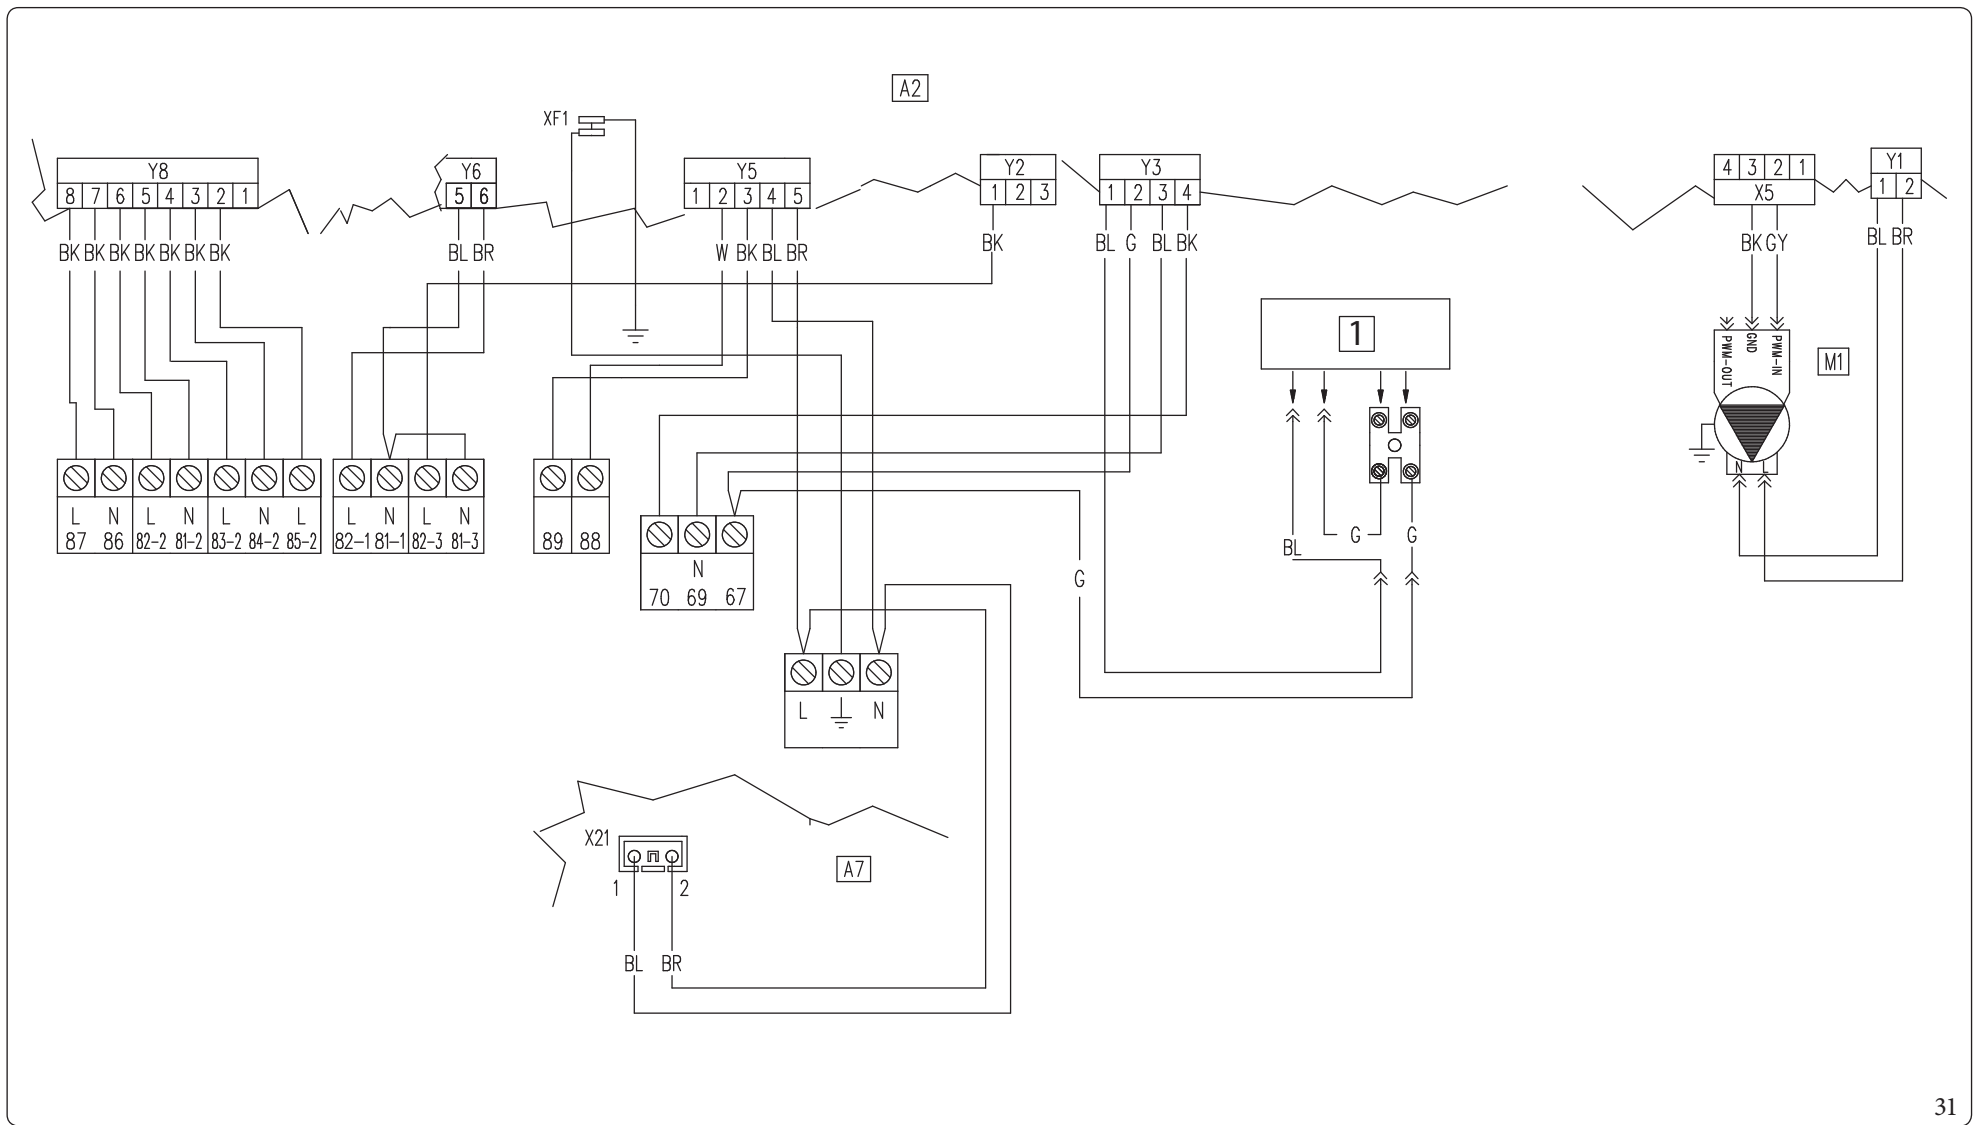 A2
XF1
Y8
Y6
Y5
Y2
Y3
4 3 2 1
Y1
8 7 6 5 4 3 2 1
5 6
1 2 3 4 5
1 2 3
1 2 3 4
X5
1 2
BK BK BK BK BK BK BK
BL BR
W BK BL BR
BK
BL G BL BK
BK GY
BL BR
1
PWM-OUT
GND
PWM-IN
M1
N L
L N L N L N L
87 86 82-2 81-2 83-2 84-2 85-2
L N L N
82-1 81-1 82-3 81-3
89 88
N
70 69 67
BL
G
G
G
L N
X21
1 2
A7
BL BR
31